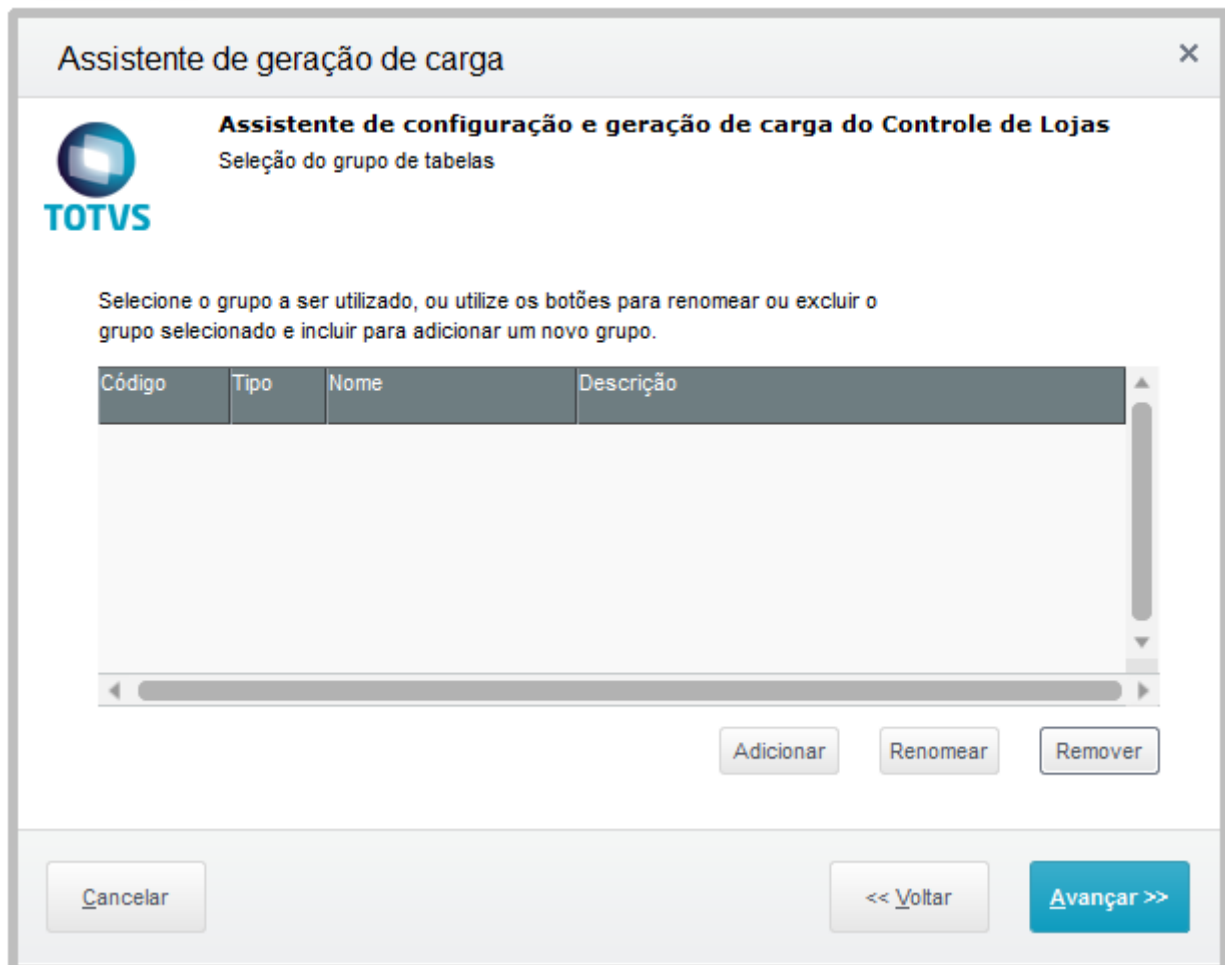 Assistente de geração de carga
×
Assistente de configuração e geração de carga do Controle de Lojas
Seleção do grupo de tabelas
TOTVS
Selecione o grupo a ser utilizado, ou utilize os botões para renomear ou excluir o
grupo selecionado e incluir para adicionar um novo grupo.
Código Tipo Nome Descrição
Adicionar Renomear Remover
Cancelar << Voltar Avançar >>